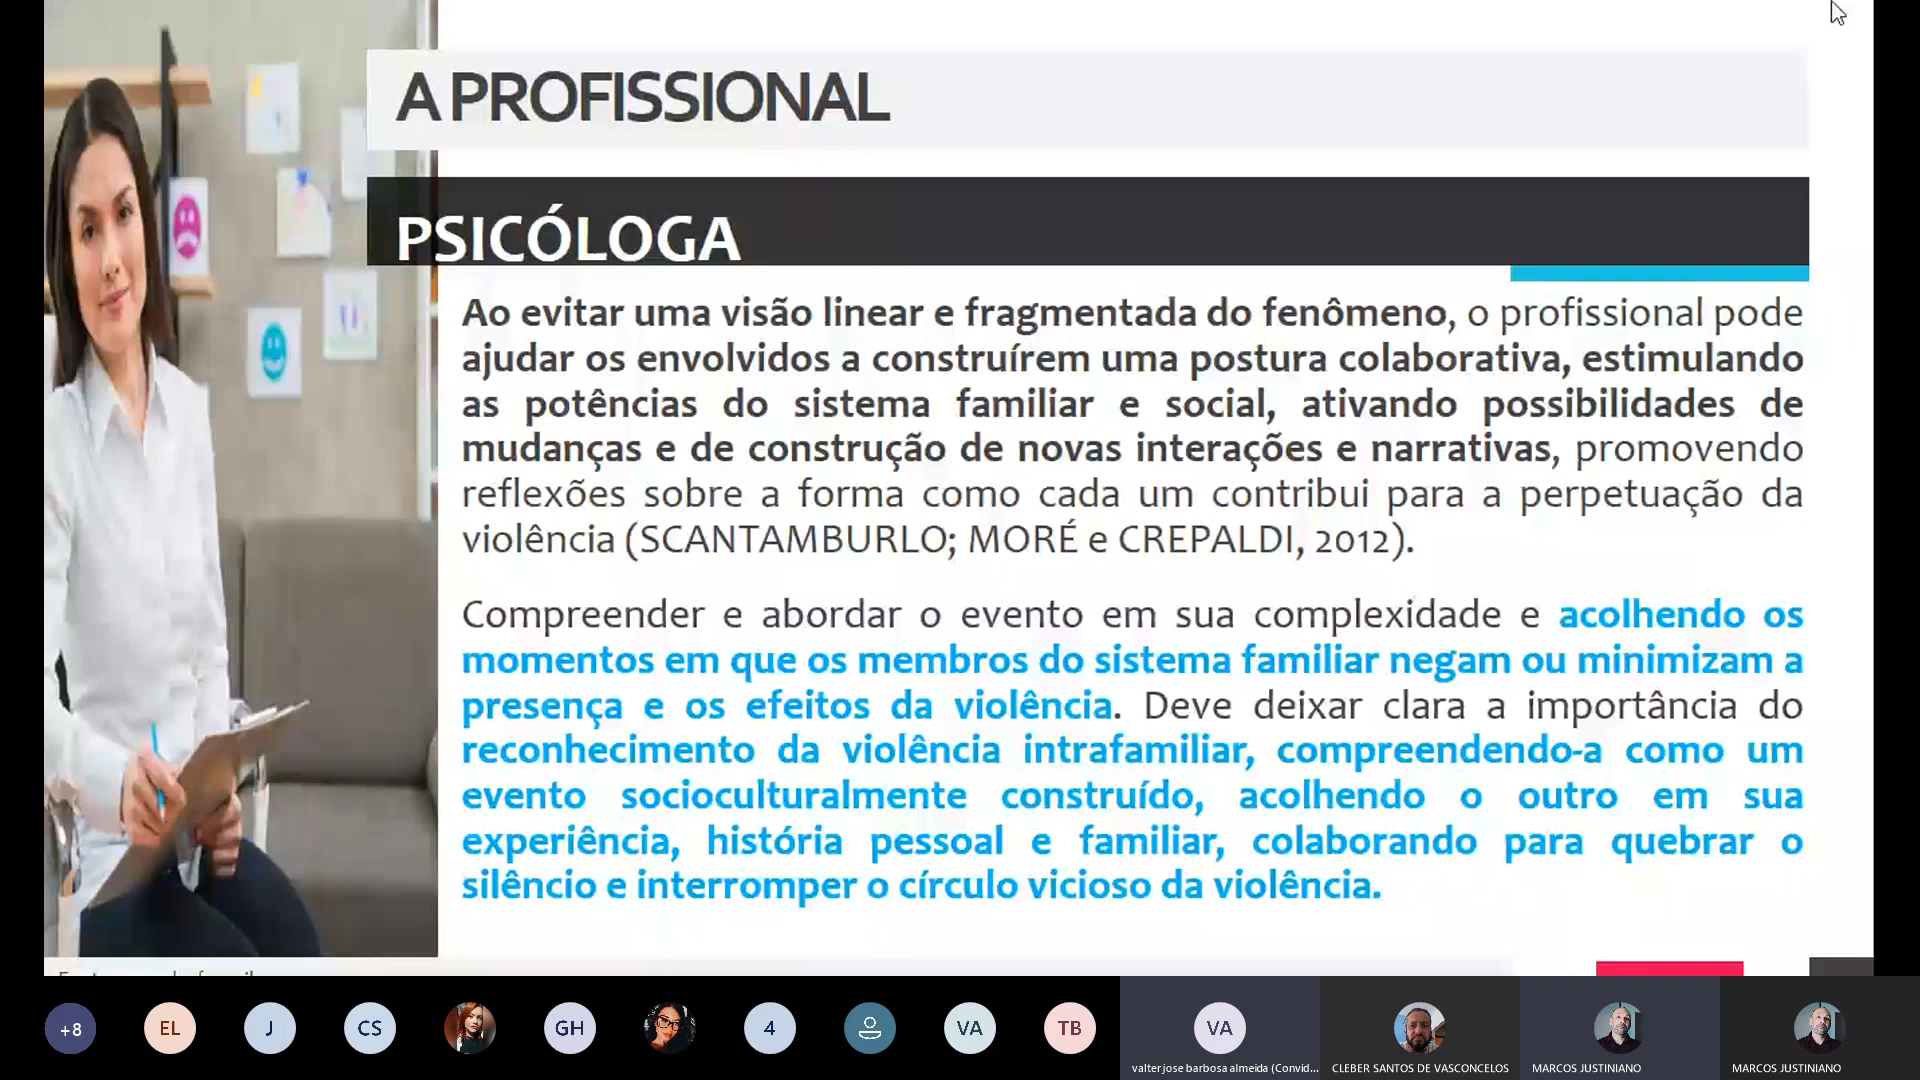 A PROFISSIONAL
PSICÓLOGA
Ao evitar uma visão linear e fragmentada do fenômeno, o profissional pode
ajudar os envolvidos a construírem uma postura colaborativa, estimulando
as potências do sistema familiar e social, ativando possibilidades de
mudanças e de construção de novas interações e narrativas, promovendo
reflexões sobre a forma como cada um contribui para a perpetuação da
violência (SCANTAMBURLO; MORÉ e CREPALDI, 2012).
Compreender e abordar o evento em sua complexidade e acolhendo os
momentos em que os membros do sistema familiar negam ou minimizam a
presença e os efeitos da violência. Deve deixar clara a importância do
reconhecimento da violência intrafamiliar, compreendendo-a como um
evento socioculturalmente construído, acolhendo o outro em sua
experiência, história pessoal e familiar, colaborando para quebrar o
silêncio e interromper o círculo vicioso da violência.
+8
EL
J
CS
GH
4
VA
TB
VA
valter jose barbosa almeida (Convid...
CLEBER SANTOS DE VASCONCELOS
MARCOS JUSTINIANO
MARCOS JUSTINIANO